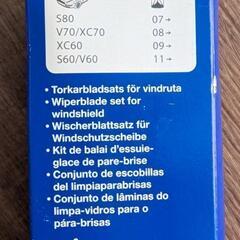 S80 07→
V70/XC70 08→
XC60 09→
S60/V60 11→
• Torkarbladsats för vindruta
• Wiperblade set for
windshield
• Wischerblattsatz für
Windschutzscheibe
• Kit de balai d'essuie-
glace de pare-brise
• Conjunto de escobillas
del limpiaparabrisas
• Conjunto de lâminas do
limpa-vidros para o
pára-brisas